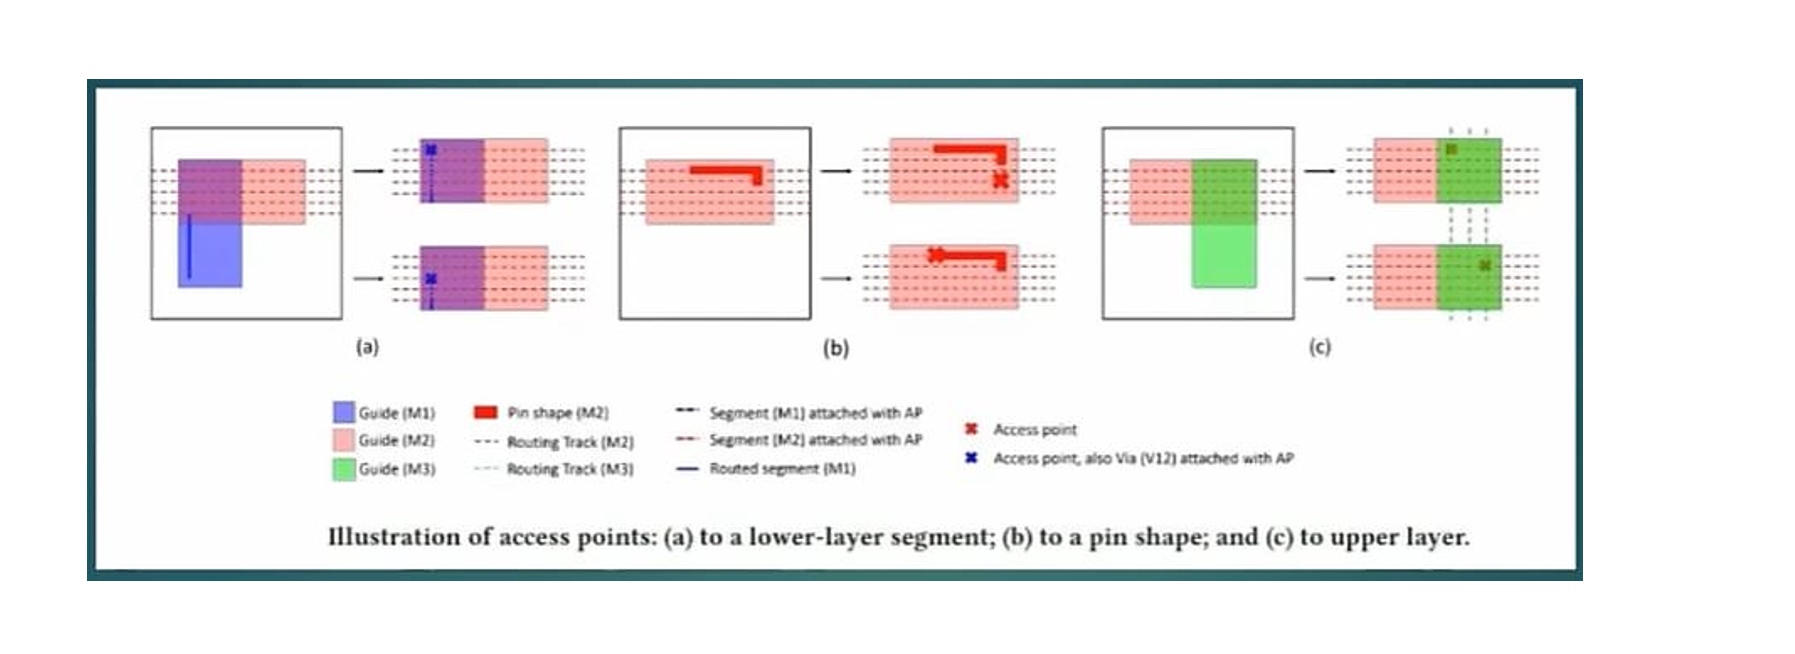 (a)
(b)
(c)
Guide (M1)
Guide (M2)
Guide (M3)
Pin shape (M2)
Routing Track (M2)
Routing Track (M3)
Segment (M1) attached with AP
Segment (M2) attached with AP
Routed segment (M1)
Access point
Access point, also Via (V12) attached with AP
Illustration of access points: (a) to a lower-layer segment; (b) to a pin shape; and (c) to upper layer.